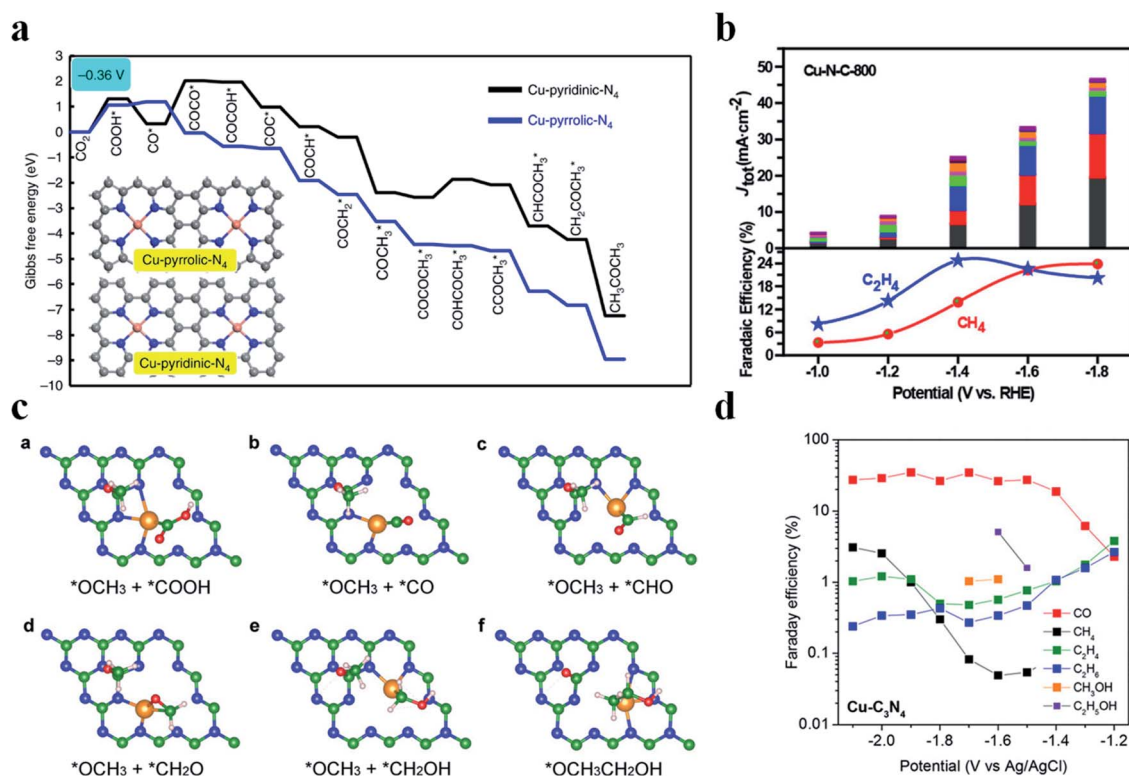 a
Gibbs free energy (eV)
3
2
1
0
–1
–2
–3
–4
–5
–6
–7
–8
–9
–10
–0.36 V
Cu-pyridinic-N4
Cu-pyrrolic-N4
CO2
COOH*
CO*
COCO*
COCOH*
COC*
COCH*
COCH2*
COCH3*
COCOCH3*
COHCOCH3*
CCOCH3*
CHCOCH3*
CH2COCH3*
CH3COCH3
Cu-pyrrolic-N4
Cu-pyridinic-N4
b
Cu-N-C-800
Jtot(mA·cm-2)
50
40
30
20
10
0
Faradaic Efficiency (%)
24
18
12
6
0
C2H4
CH4
-1.0
-1.2
-1.4
-1.6
-1.8
Potential (V vs. RHE)
c
a
*OCH3 + *COOH
b
*OCH3 + *CO
c
*OCH3 + *CHO
d
*OCH3 + *CH2O
e
*OCH3 + *CH2OH
f
*OCH3CH2OH
d
Faraday efficiency (%)
100
10
1
0.1
0.01
CO
CH4
C2H4
C2H6
CH3OH
C2H5OH
Cu-C3N4
-2.0
-1.8
-1.6
-1.4
-1.2
Potential (V vs Ag/AgCl)